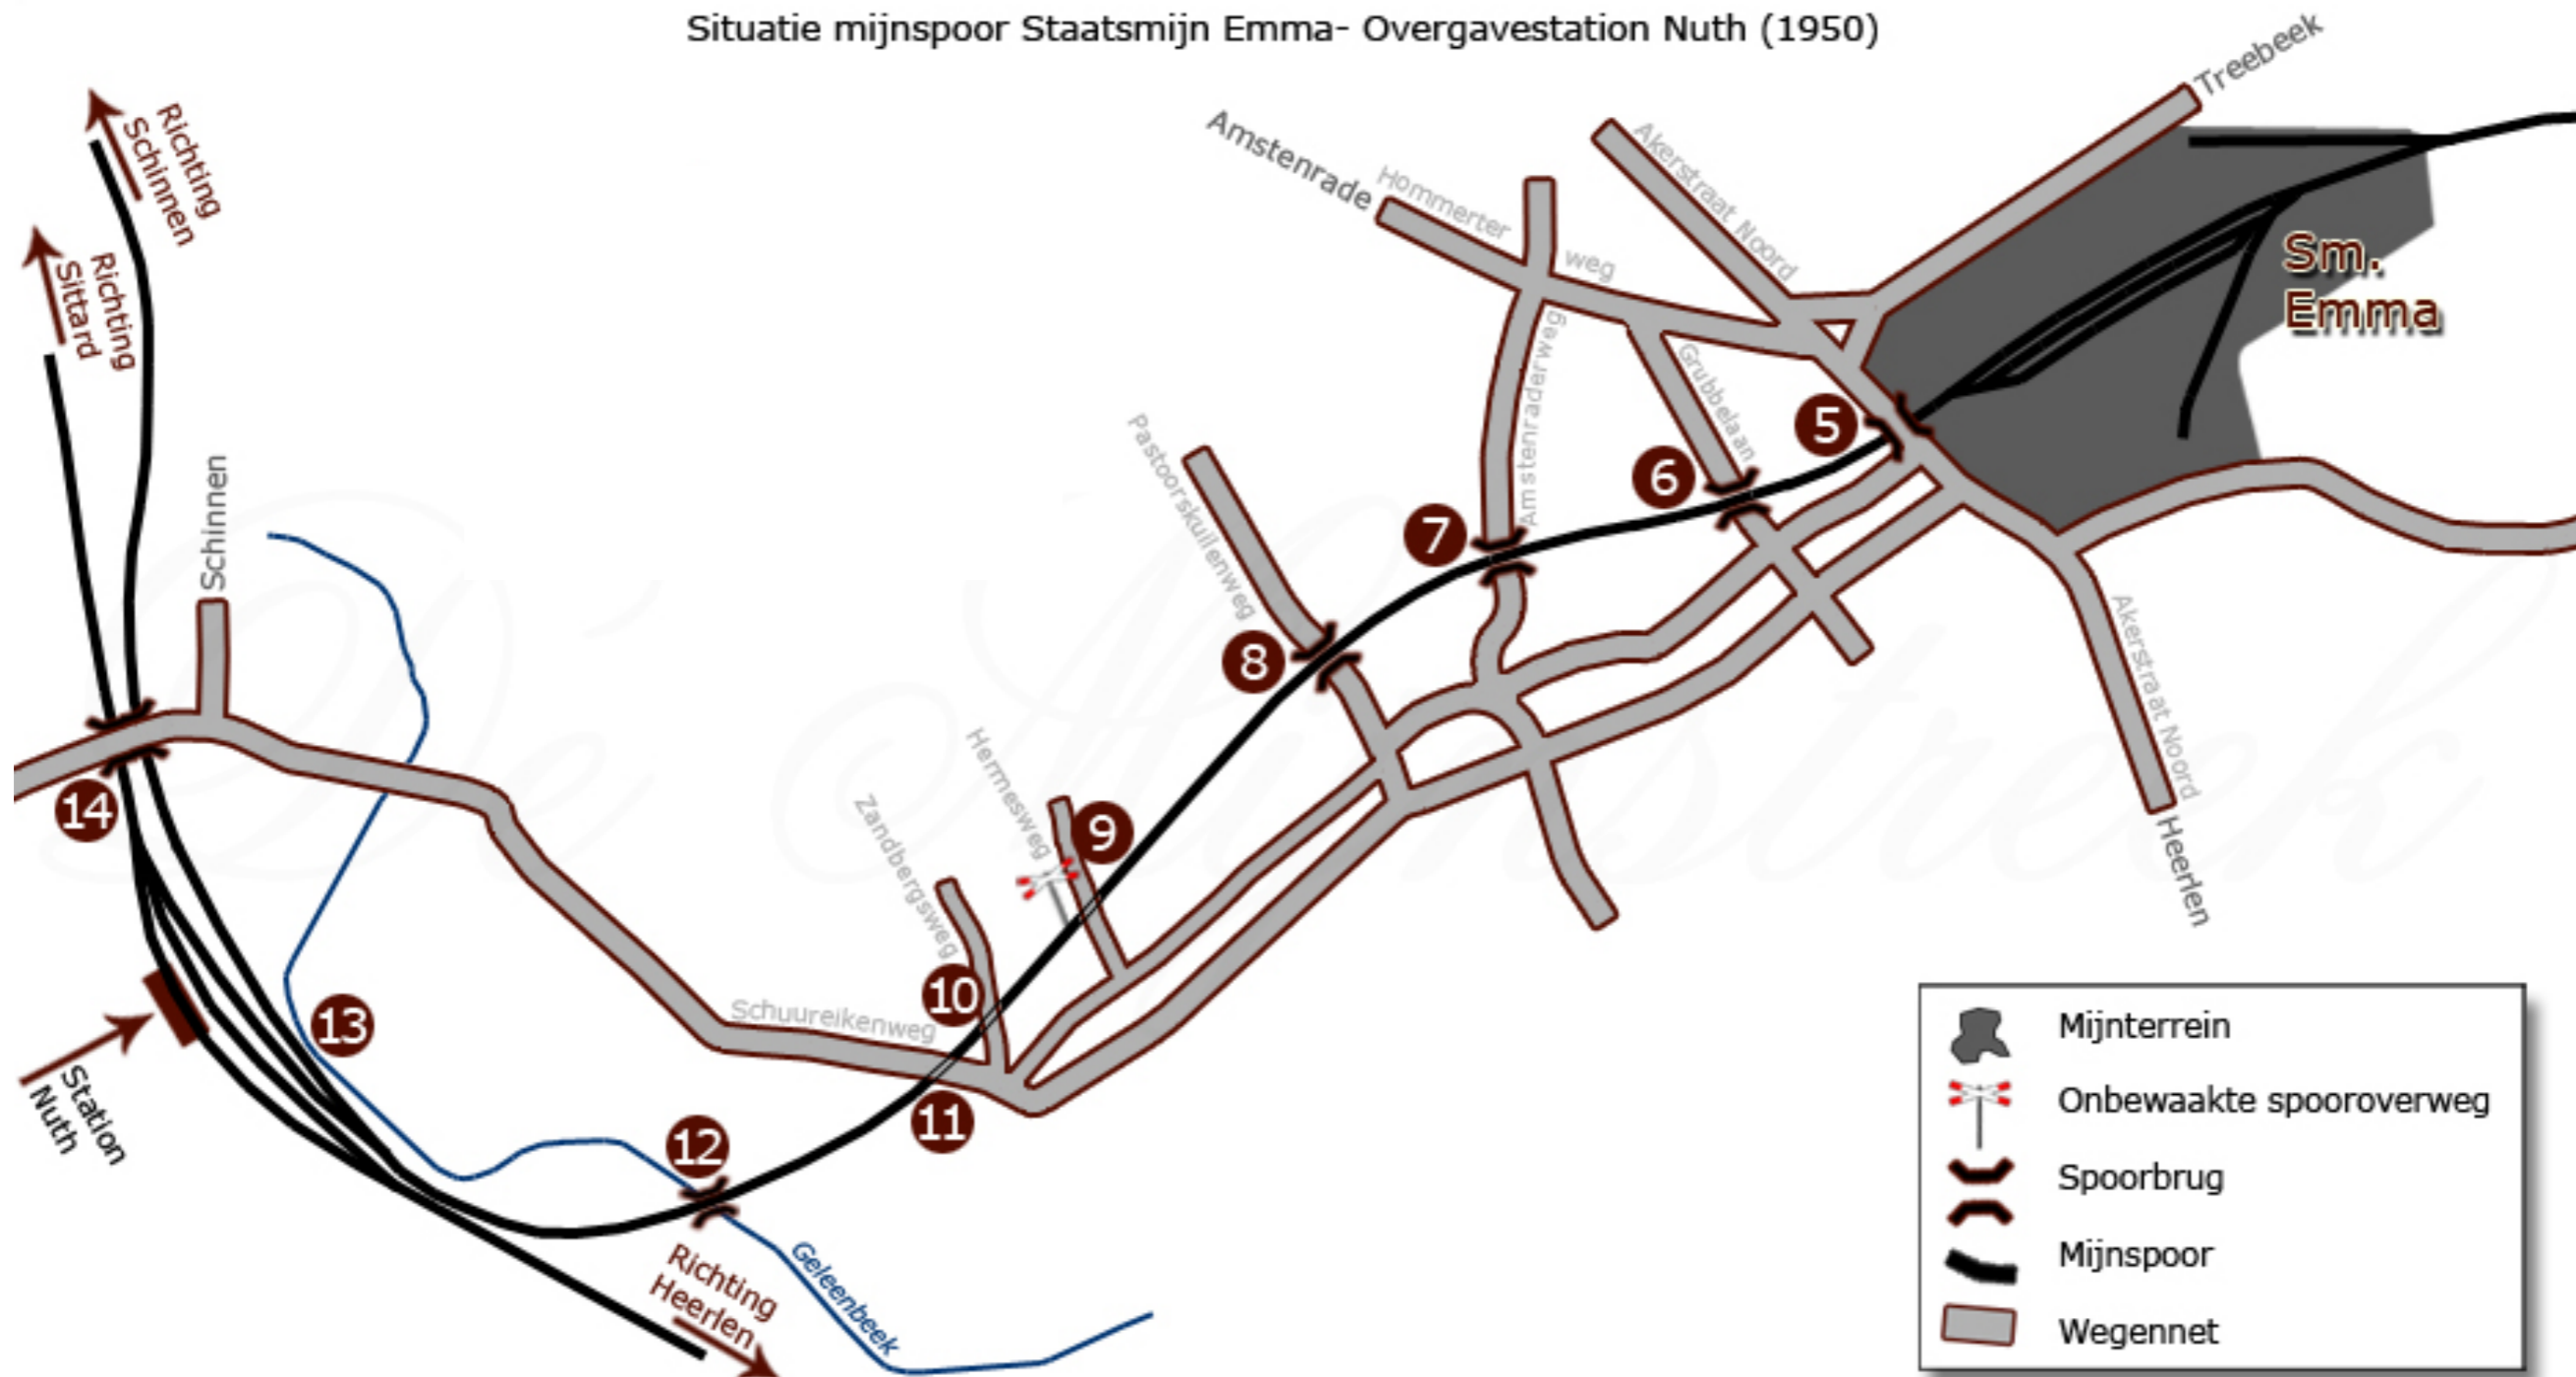 Situatie mijnspoor Staatsmijn Emma- Overgavestation Nuth (1950)
Treebeek
Richting
Schinnen
Amstenrade
Hommerter
weg
Akerstraat Noord
Richting
Sittard
Sm.
Emma
Amstenraderweg
Grubbelaan
5
6
7
Pastoorskuilenweg
8
Schinnen
Akerstraat Noord
Heerlen
14
Hermesweg
9
Zandbergsweg
10
Schuureikenweg
11
13
Station
Nuth
12
Richting
Heerlen
Geleenbeek
De Mijnstreek
Mijnterrein
Onbewaakte spooroverweg
Spoorbrug
Mijnspoor
Wegennet